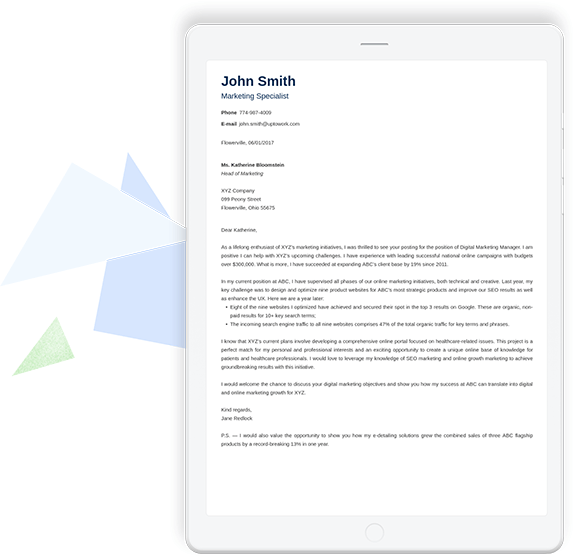 John Smith
Marketing Specialist
Phone 774-987-4009
E-mail john.smith@uptowork.com
Flowerville, 06/01/2017
Ms. Katherine Bloomstein
Head of Marketing
XYZ Company
099 Peony Street
Flowerville, Ohio 55675
Dear Katherine,
As a lifelong enthusiast of XYZ's marketing initiatives, I was thrilled to see your posting for the position of Digital Marketing Manager. I am
positive I can help with XYZ's upcoming challenges. I have experience with leading successful national online campaigns with budgets
over $300,000. What is more, I have succeeded at expanding ABC's client base by 19% since 2011.
In my current position at ABC, I have supervised all phases of our online marketing initiatives, both technical and creative. Last year, my
key challenge was to design and optimize nine product websites for ABC's most strategic products and improve our SEO results as well
as enhance the UX. Here we are a year later:
• Eight of the nine websites I optimized have achieved and secured their spot in the top 3 results on Google. These are organic, non-
paid results for 10+ key search terms;
• The incoming search engine traffic to all nine websites comprises 47% of the total organic traffic for key terms and phrases.
I know that XYZ's current plans involve developing a comprehensive online portal focused on healthcare-related issues. This project is a
perfect match for my personal and professional interests and an exciting opportunity to create a unique online base of knowledge for
patients and healthcare professionals. I would love to leverage my knowledge of SEO marketing and online growth marketing to achieve
groundbreaking results with this initiative.
I would welcome the chance to discuss your digital marketing objectives and show you how my success at ABC can translate into digital
and online marketing growth for XYZ.
Kind regards,
Jane Redlock
P.S. — I would also value the opportunity to show you how my e-detailing solutions grew the combined sales of three ABC flagship
products by a record-breaking 13% in one year.